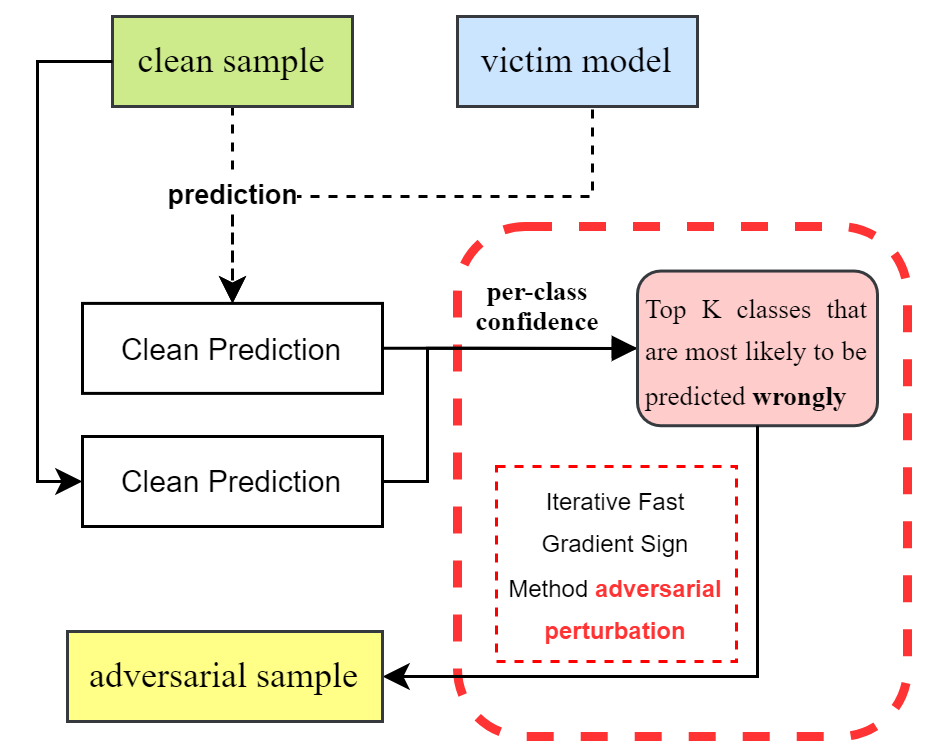 clean sample
victim model
prediction
per-class
confidence
Top K classes that
are most likely to be
predicted wrongly
Clean Prediction
Clean Prediction
Iterative Fast
Gradient Sign
Method adversarial
perturbation
adversarial sample